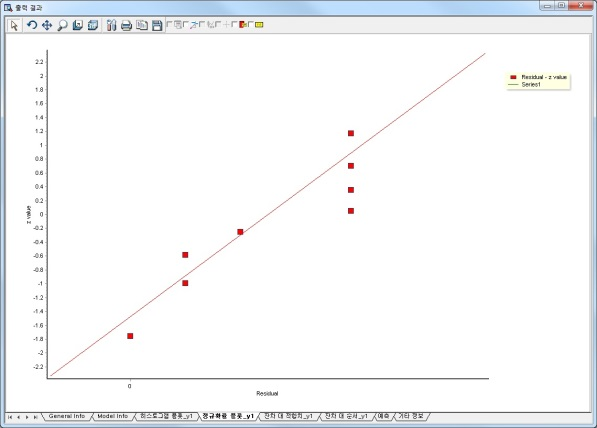 출력 결과
Residual - z value
Series1
2.2
2
1.8
1.6
1.4
1.2
1
0.8
0.6
0.4
0.2
0
-0.2
-0.4
-0.6
-0.8
-1
-1.2
-1.4
-1.6
-1.8
-2
-2.2
z value
0
Residual
General Info
Model Info
히스토그램 플롯_y1
정규확률 플롯_y1
잔차 대 적합치_y1
잔차 대 순서_y1
예측
기타 정보